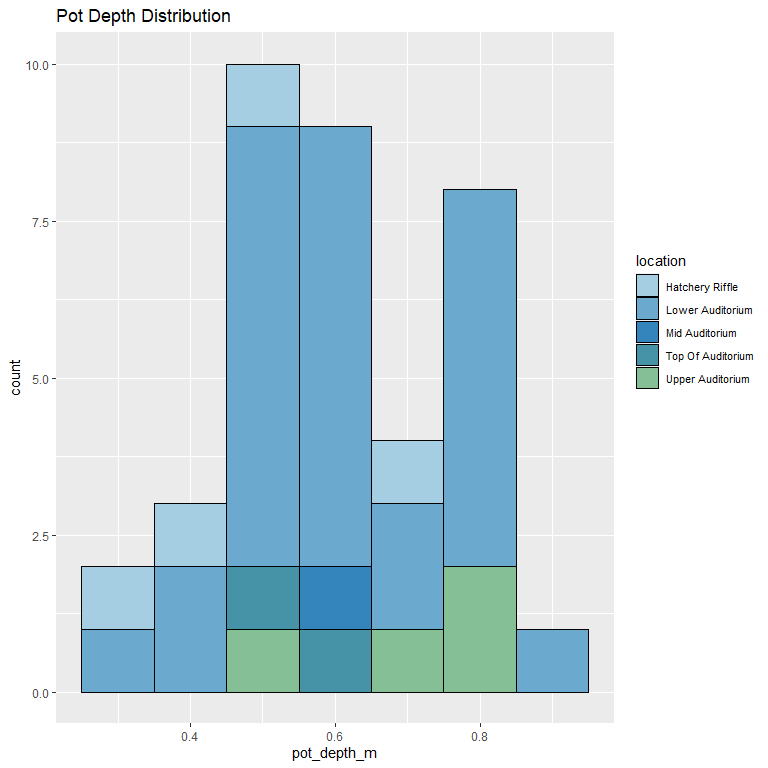 Pot Depth Distribution
10.0
7.5
5.0
2.5
0.0
count
0.4
0.6
0.8
pot_depth_m
location
Hatchery Riffle
Lower Auditorium
Mid Auditorium
Top Of Auditorium
Upper Auditorium